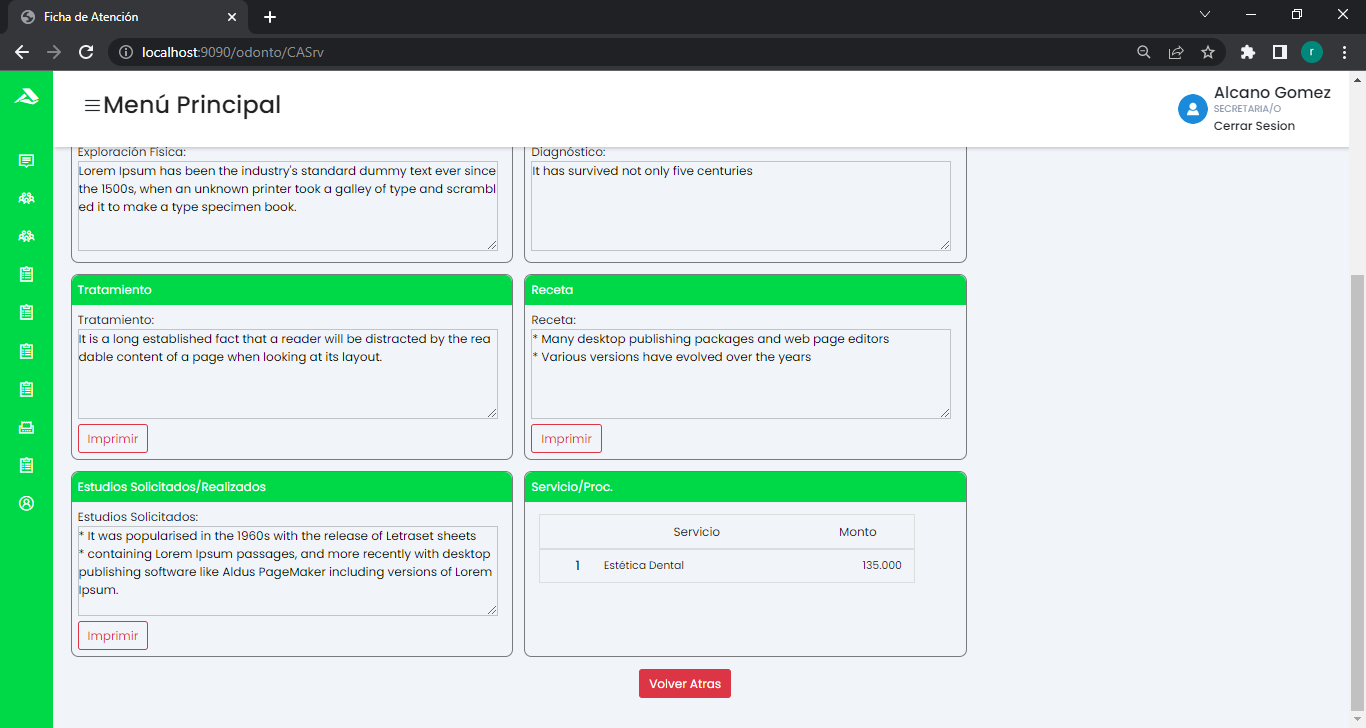 Ficha de Atención
localhost:9090/odonto/CASrv
r
Menú Principal
Alcano Gomez
SECRETARIA/O
Cerrar Sesion
Exploración Física:
Lorem Ipsum has been the industry's standard dummy text ever since
the 1500s, when an unknown printer took a galley of type and scrambl
ed it to make a type specimen book.
Diagnóstico:
It has survived not only five centuries
Tratamiento
Tratamiento:
It is a long established fact that a reader will be distracted by the rea
dable content of a page when looking at its layout.
Imprimir
Receta
Receta:
* Many desktop publishing packages and web page editors
* Various versions have evolved over the years
Imprimir
Estudios Solicitados/Realizados
Estudios Solicitados:
* It was popularised in the 1960s with the release of Letraset sheets
* containing Lorem Ipsum passages, and more recently with desktop
publishing software like Aldus PageMaker including versions of Lorem
Ipsum.
Imprimir
Servicio/Proc.
Servicio Monto
1 Estética Dental 135.000
Volver Atras